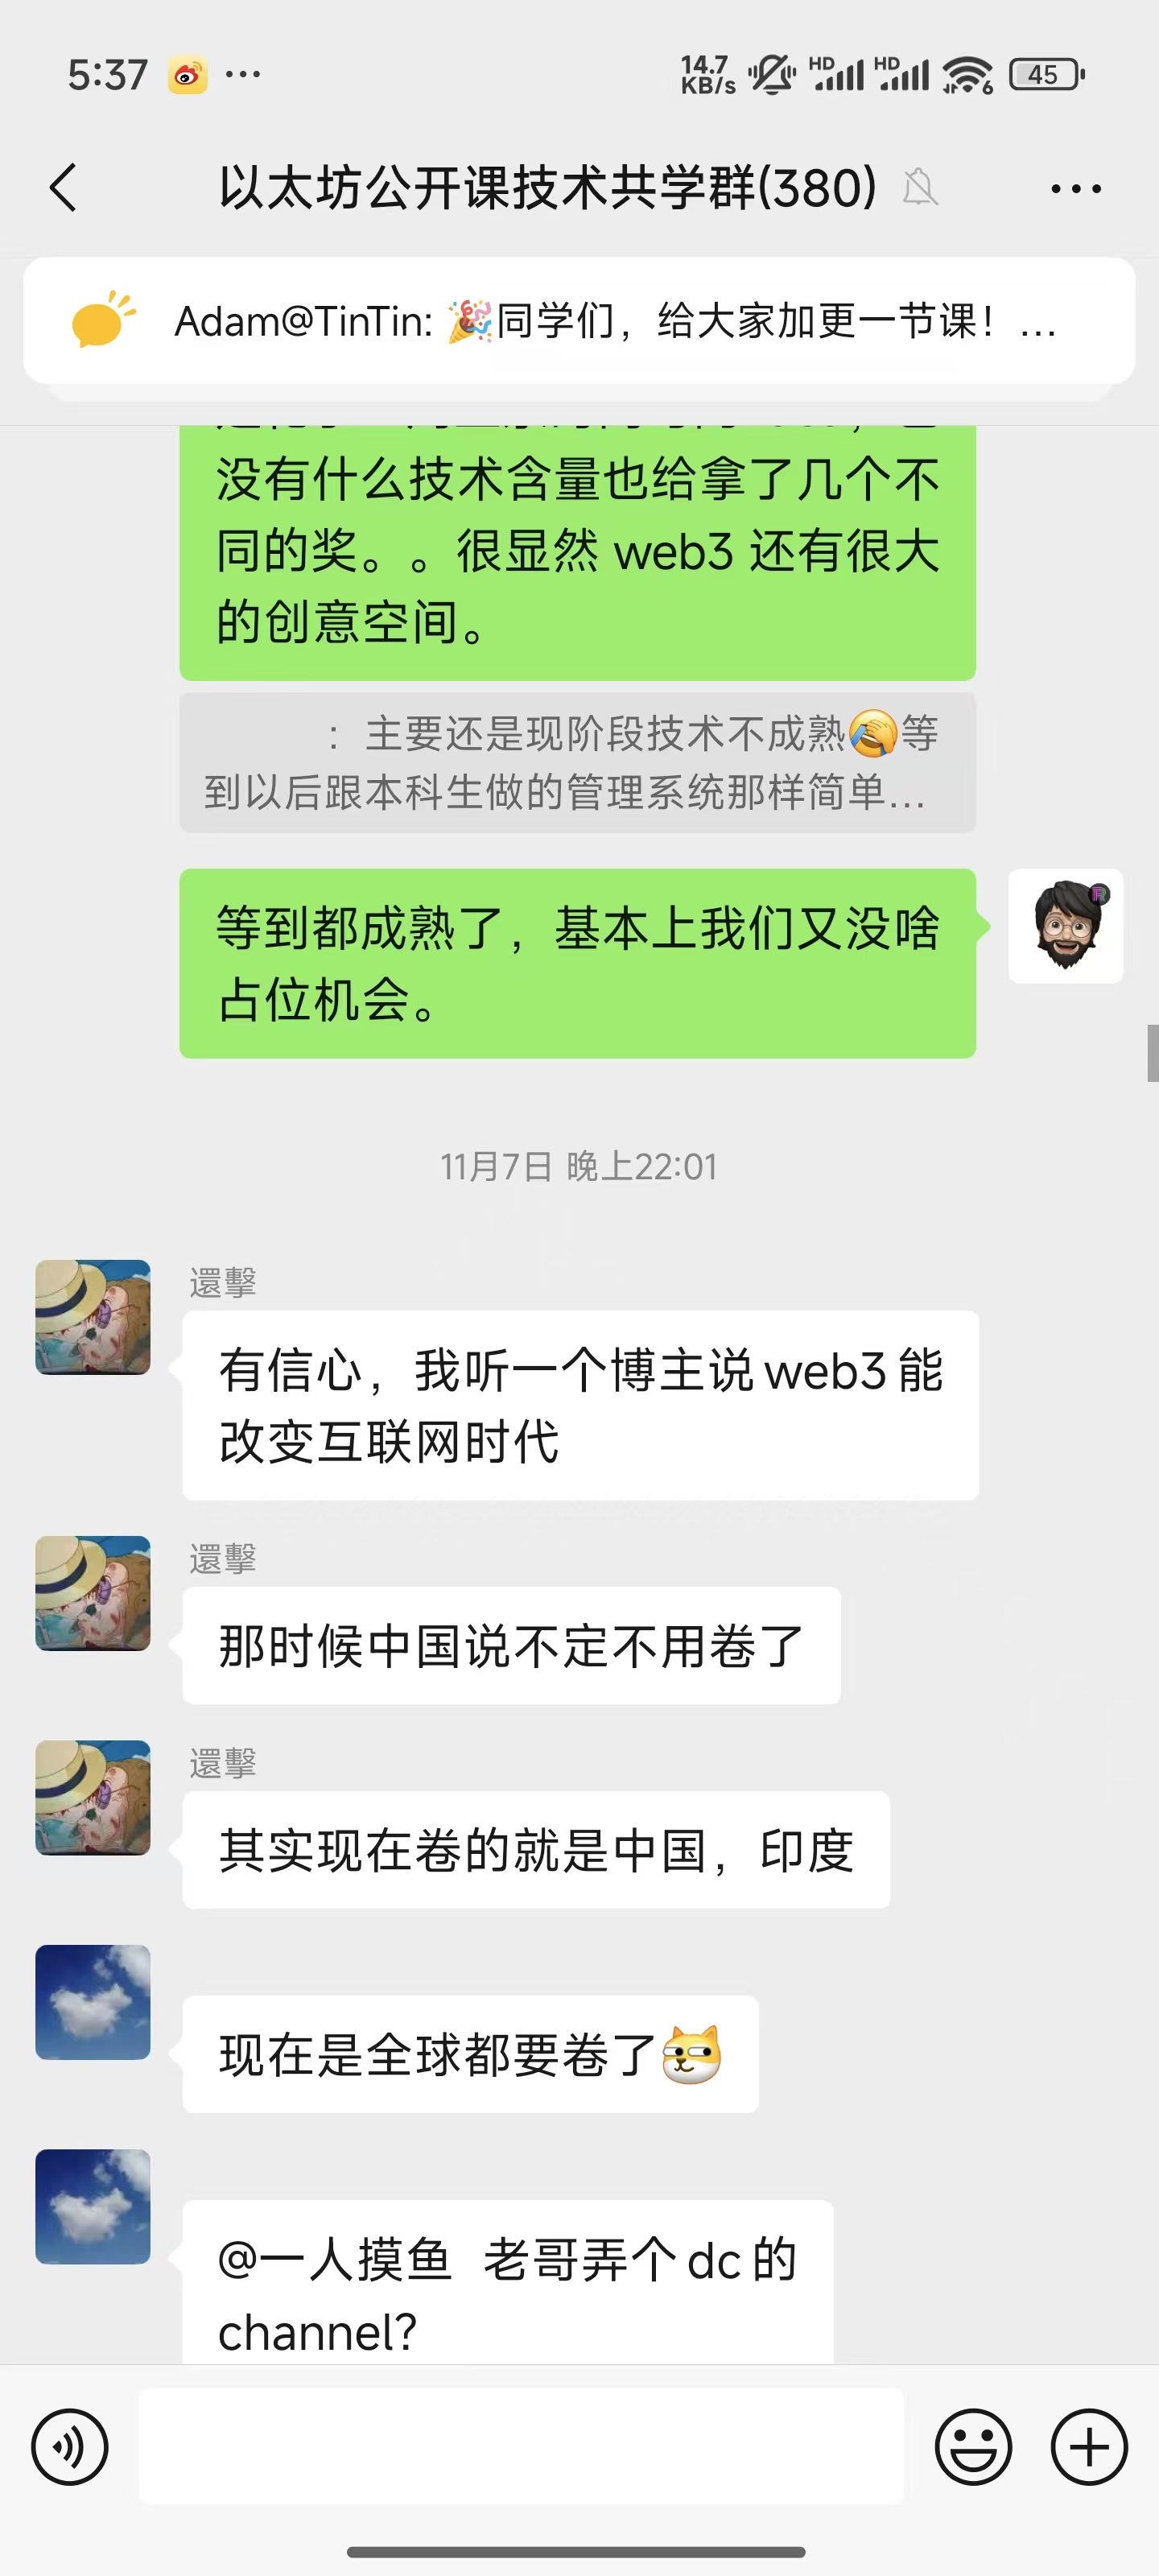 5:37
14.7
KB/s
HD
HD
6
45
以太坊公开课技术共学群(380)
Adam@TinTin: 🎉同学们，给大家加更一节课！ ...
没有什么技术含量也给拿了几个不
同的奖。。很显然 web3 还有很大
的创意空间。
：主要还是现阶段技术不成熟🤦等
到以后跟本科生做的管理系统那样简单...
等到都成熟了，基本上我们又没啥
占位机会。
11月7日 晚上22:01
還擊
有信心，我听一个博主说 web3 能
改变互联网时代
還擊
那时候中国说不定不用卷了
還擊
其实现在卷的就是中国，印度
现在是全球都要卷了
@一人摸鱼 老哥弄个 dc 的
channel?